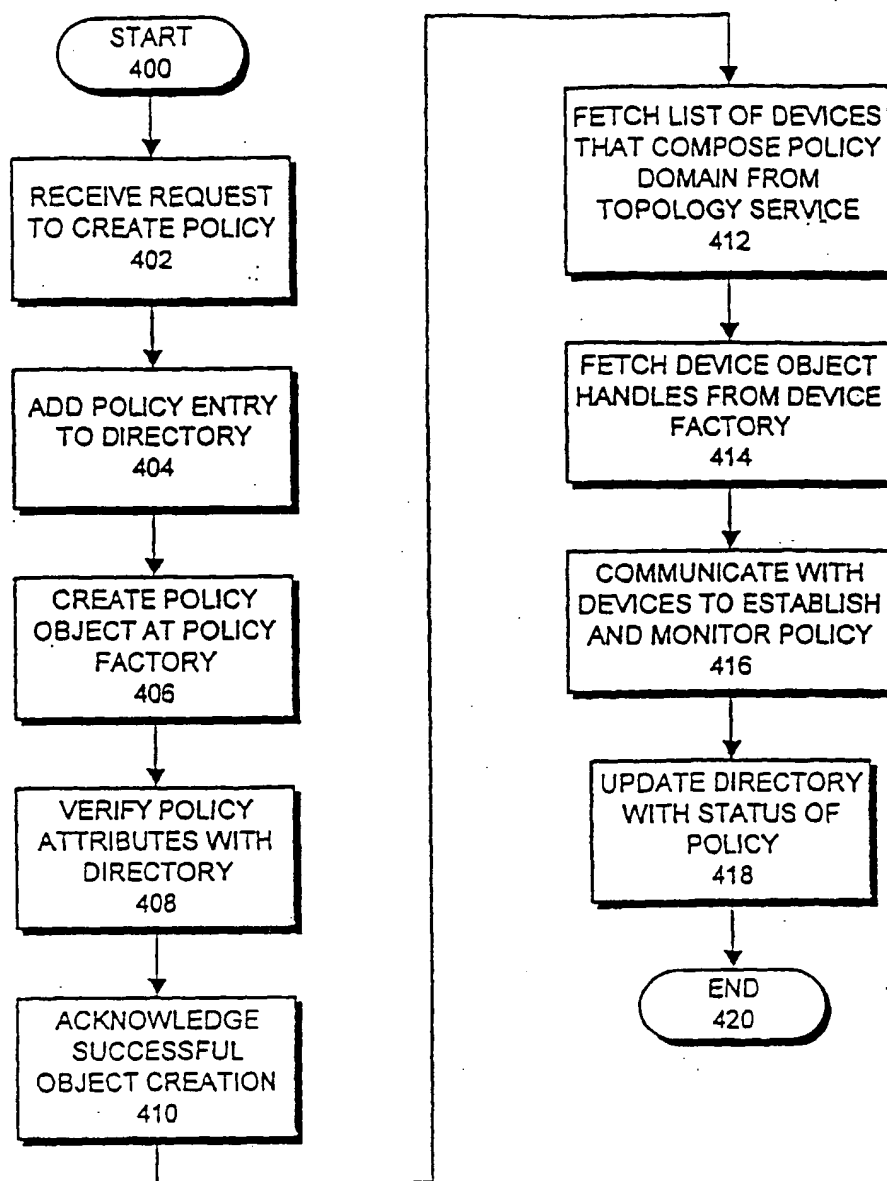 START
400
RECEIVE REQUEST
TO CREATE POLICY
402
ADD POLICY ENTRY
TO DIRECTORY
404
CREATE POLICY
OBJECT AT POLICY
FACTORY
406
VERIFY POLICY
ATTRIBUTES WITH
DIRECTORY
408
ACKNOWLEDGE
SUCCESSFUL
OBJECT CREATION
410
FETCH LIST OF DEVICES
THAT COMPOSE POLICY
DOMAIN FROM
TOPOLOGY SERVICE
412
FETCH DEVICE OBJECT
HANDLES FROM DEVICE
FACTORY
414
COMMUNICATE WITH
DEVICES TO ESTABLISH
AND MONITOR POLICY
416
UPDATE DIRECTORY
WITH STATUS OF
POLICY
418
END
420